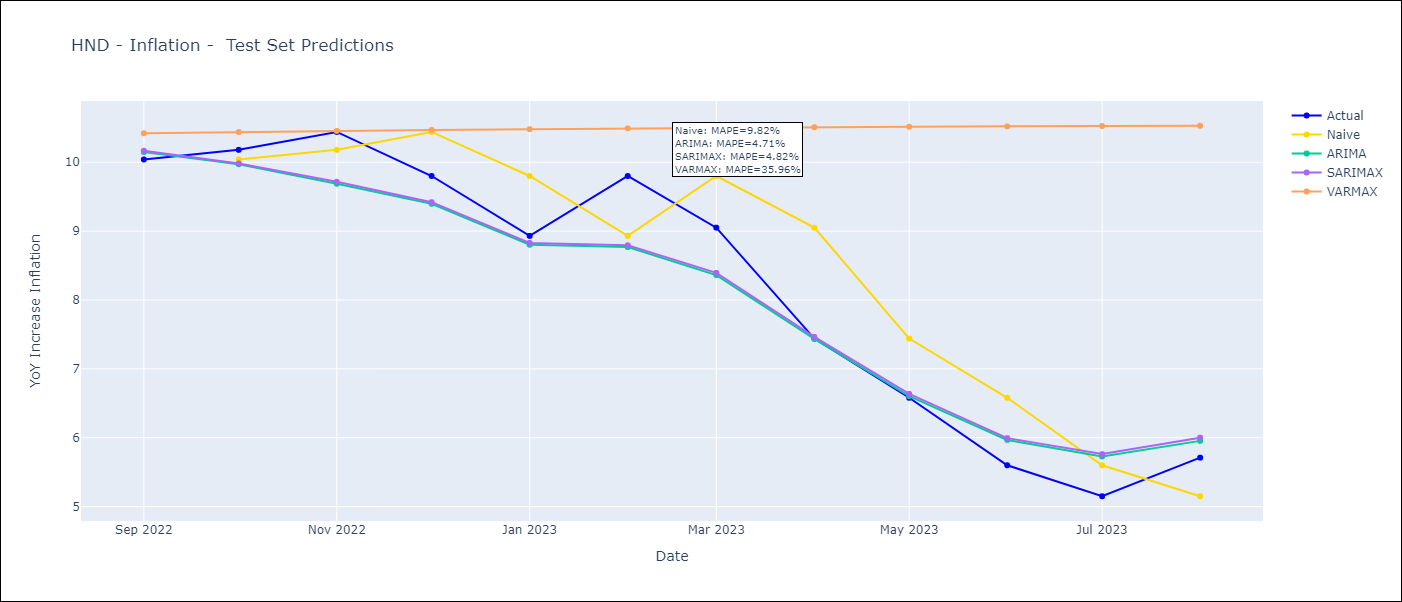 HND - Inflation -  Test Set Predictions
Actual
Naive
ARIMA
SARIMAX
VARMAX
Naive: MAPE=9.82%
ARIMA: MAPE=4.71%
SARIMAX: MAPE=4.82%
VARMAX: MAPE=35.96%
YoY Increase Inflation
10
9
8
7
6
5
Sep 2022
Nov 2022
Jan 2023
Mar 2023
May 2023
Jul 2023
Date